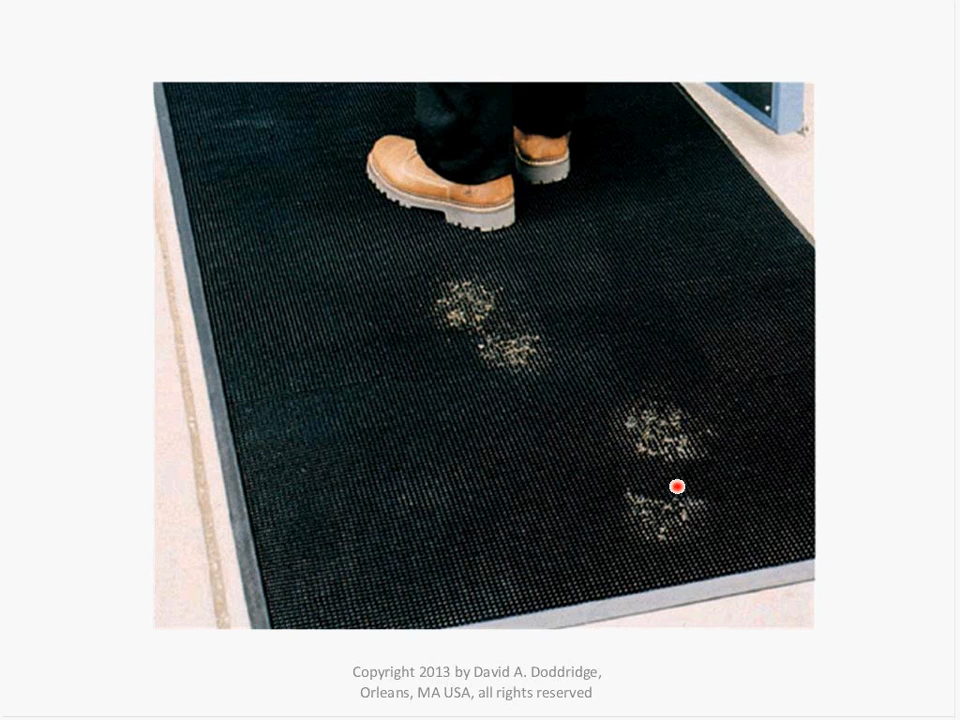 Copyright 2013 by David A. Doddridge,
Orleans, MA USA, all rights reserved